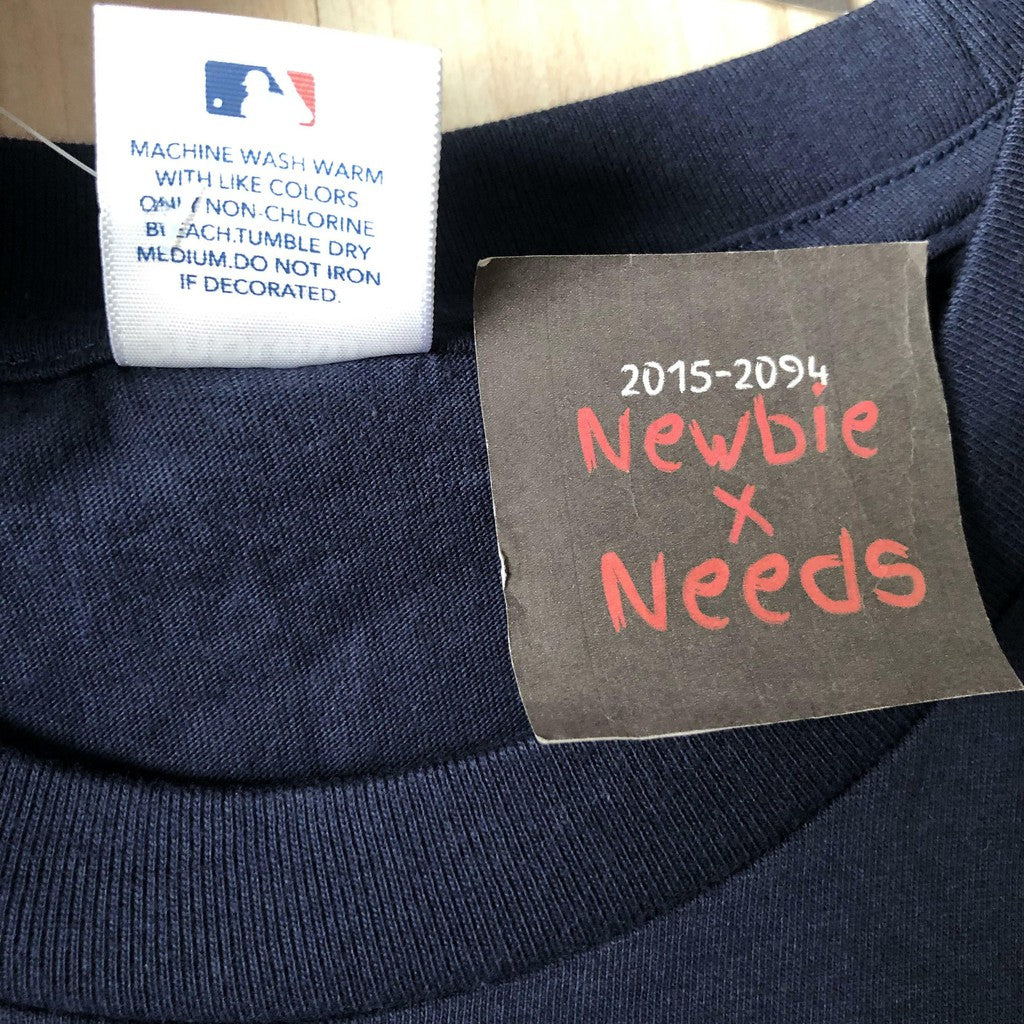 MACHINE WASH WARM
WITH LIKE COLORS
ONLY NON-CHLORINE
BLEACH.TUMBLE DRY
MEDIUM.DO NOT IRON
IF DECORATED.
2015-2094
Newbie
x
Needs